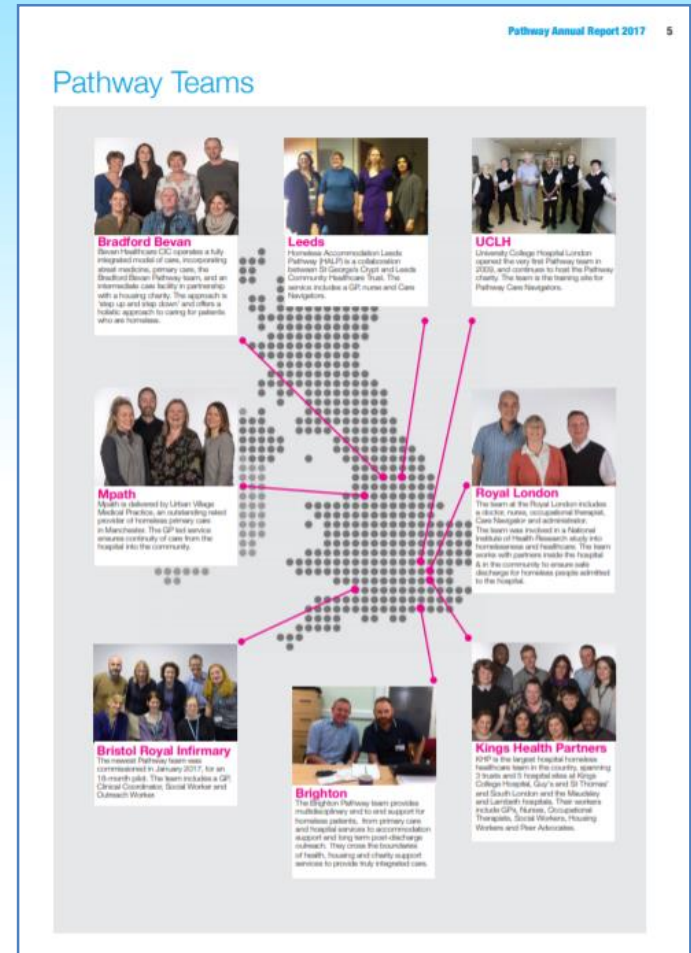 Pathway Annual Report 2017 5
Pathway Teams
Bradford Bevan
Bevan Healthcare CIC operates a fully
integrated model of care, incorporating
street medicine, primary care, the
Bradford Bevan Pathway team, and an
intermediate care facility in partnership
with a housing charity. The approach is
'step up and step down' and offers a
holistic approach to caring for patients
who are homeless.
Leeds
Homeless Accommodation Leeds
Pathway (HALP) is a collaboration
between St George's Crypt and Leeds
Community Healthcare Trust. The
service includes a GP, nurse and Care
Navigators.
UCLH
University College Hospital London
opened the very first Pathway team in
2009, and continues to host the Pathway
charity. The team is the training site for
Pathway Care Navigators.
Mpath
Mpath is delivered by Urban Village
Medical Practice, an outstanding rated
provider of homeless primary care
in Manchester. The GP led service
ensures continuity of care from the
hospital into the community.
Royal London
The team at the Royal London includes
a doctor, nurse, occupational therapist,
Care Navigator and administrator.
The team was involved in a National
Institute of Health Research study into
homelessness and healthcare. The team
works with partners inside the hospital
& in the community to ensure safe
discharge for homeless people admitted
to the hospital.
Bristol Royal Infirmary
The newest Pathway team was
commissioned in January 2017, for an
18-month pilot. The team includes a GP,
Clinical Coordinator, Social Worker and
Outreach Worker.
Brighton
The Brighton Pathway team provides
multidisciplinary end to end support for
homeless patients, from primary care
and hospital services to accommodation
support and long term post-discharge
outreach. They cross the boundaries
of health, housing and charity support
services to provide truly integrated care.
Kings Health Partners
KHP is the largest hospital homeless
healthcare team in the country, spanning
3 trusts and 5 hospital sites at Kings
College Hospital, Guy's and St Thomas'
and South London and the Maudsley
and Lambeth hospitals. Their workers
include GPs, Nurses, Occupational
Therapists, Social Workers, Housing
Workers and Peer Advocates.